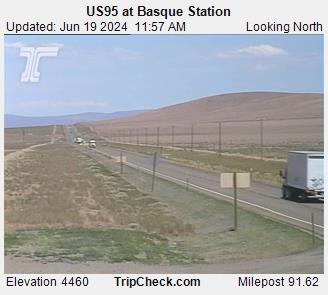 US95 at Basque Station
Updated: Jun 19 2024 11:57 AM Looking North
Elevation 4460 TripCheck.com Milepost 91.62